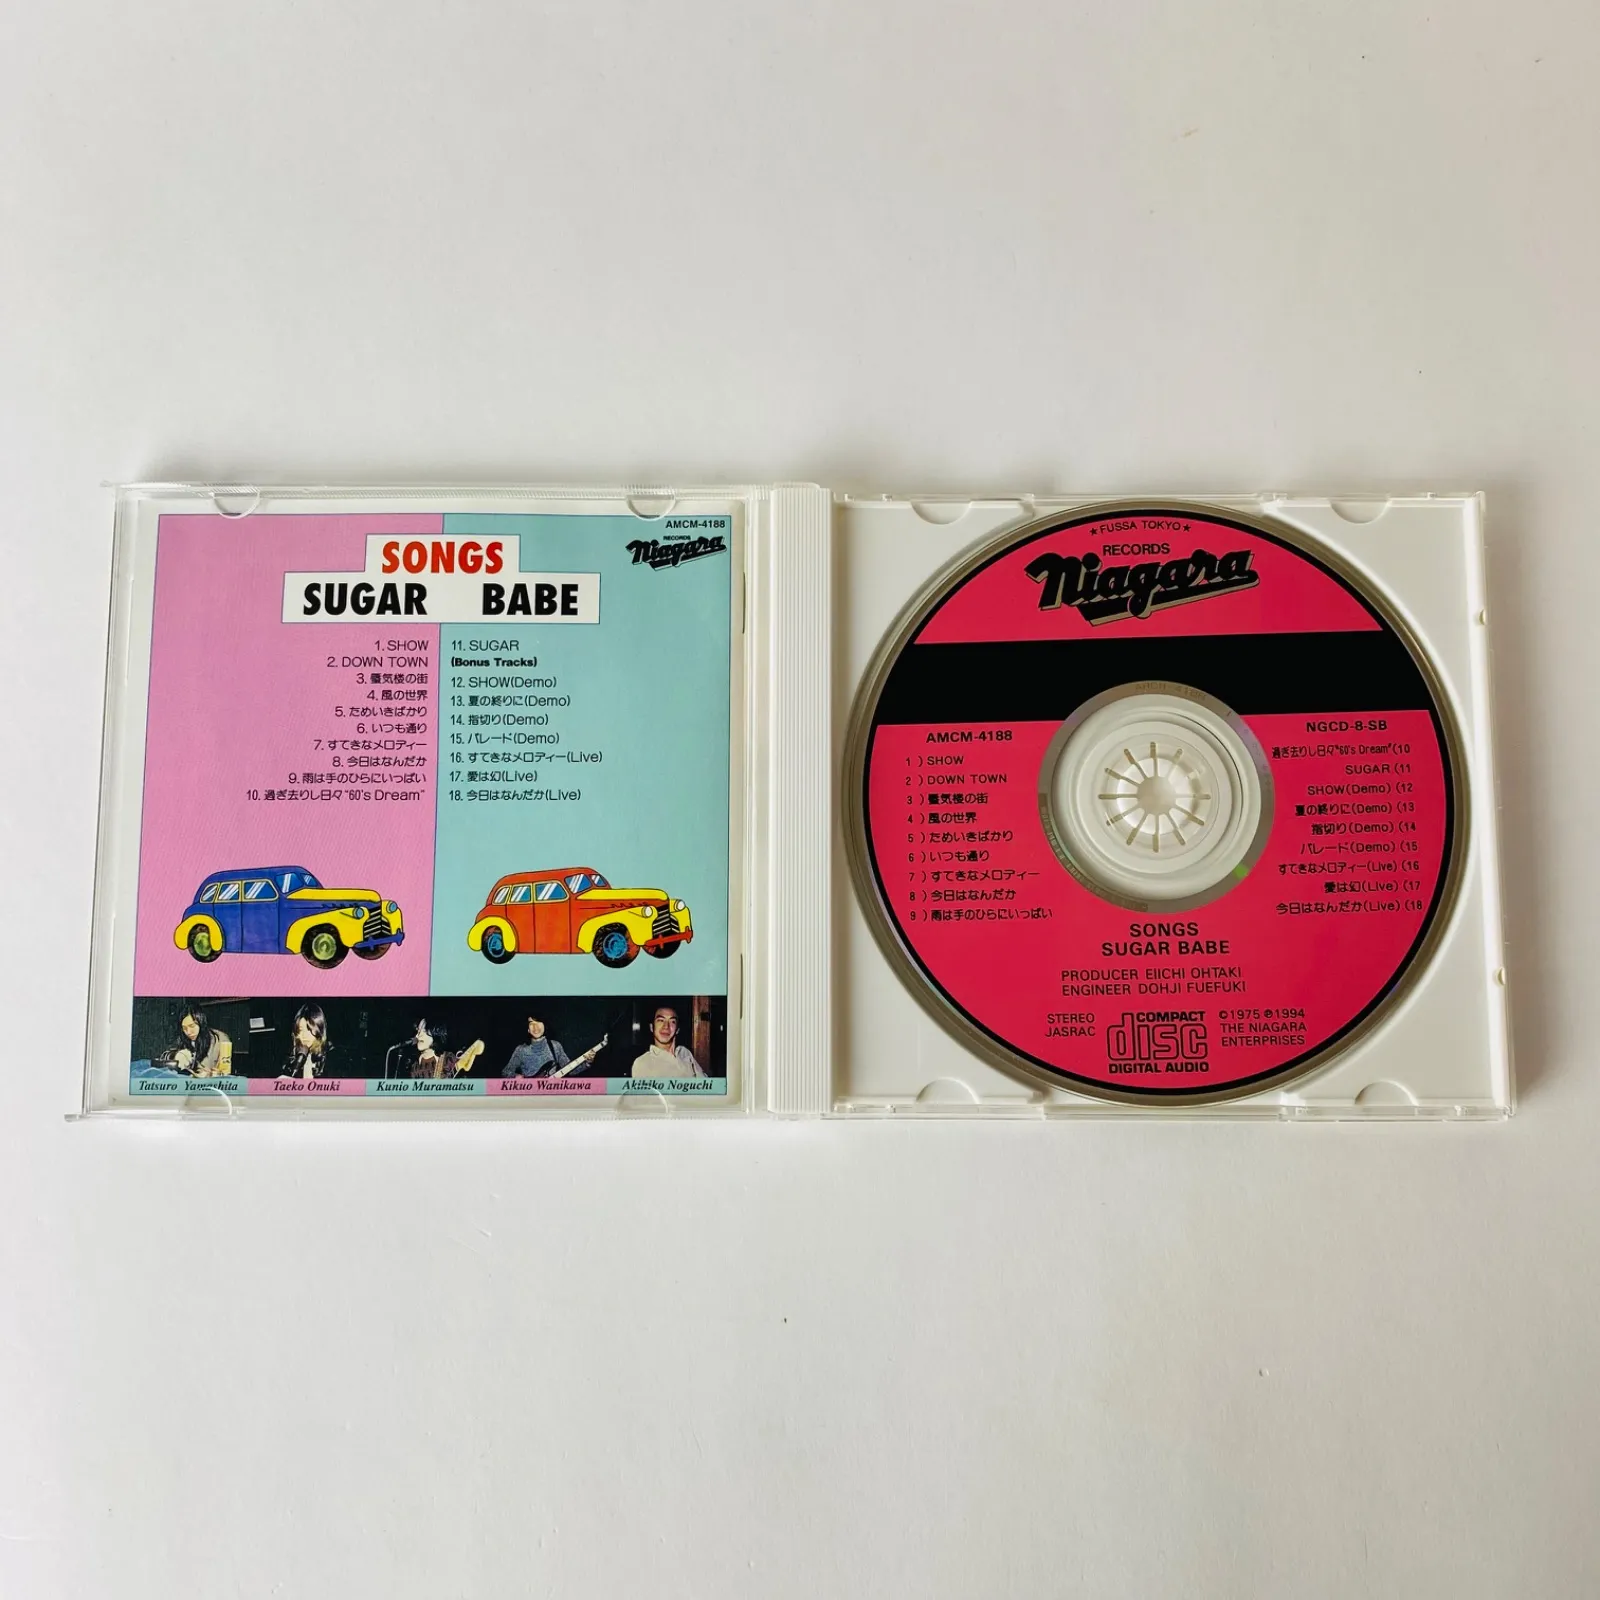 AMCM-4188
RECORDS
Niagara
SONGS
SUGAR BABE
1. SHOW
2. DOWN TOWN
3. 蜃気楼の街
4. 風の世界
5. ためいきばかり
6. いつも通り
7. すてきなメロディー
8. 今日はなんだか
9. 雨は手のひらにいっぱい
10. 過ぎ去りし日々"60's Dream"
11. SUGAR
(Bonus Tracks)
12. SHOW(Demo)
13. 夏の終りに(Demo)
14. 指切り(Demo)
15. パレード(Demo)
16. すてきなメロディー(Live)
17. 愛は幻(Live)
18. 今日はなんだか(Live)
Tatsuro Yamashita
Taeko Onuki
Kunio Muramatsu
Kikuo Wanikawa
Akihiko Noguchi
★FUSSA TOKYO★
RECORDS
Niagara
AMCM-4188
1 ) SHOW
2 ) DOWN TOWN
3 ) 蜃気楼の街
4 ) 風の世界
5 ) ためいきばかり
6 ) いつも通り
7 ) すてきなメロディー
8 ) 今日はなんだか
9 ) 雨は手のひらにいっぱい
NGCD-8-SB
過ぎ去りし日々"60's Dream"(10
SUGAR (11
SHOW(Demo) (12
夏の終りに(Demo) (13
指切り(Demo) (14
パレード(Demo) (15
すてきなメロディー(Live) (16
愛は幻(Live) (17
今日はなんだか(Live) (18
SONGS
SUGAR BABE
PRODUCER EIICHI OHTAKI
ENGINEER DOHJI FUEFUKI
STEREO
JASRAC
COMPACT
disc
DIGITAL AUDIO
©1975 ℗1994
THE NIAGARA
ENTERPRISES